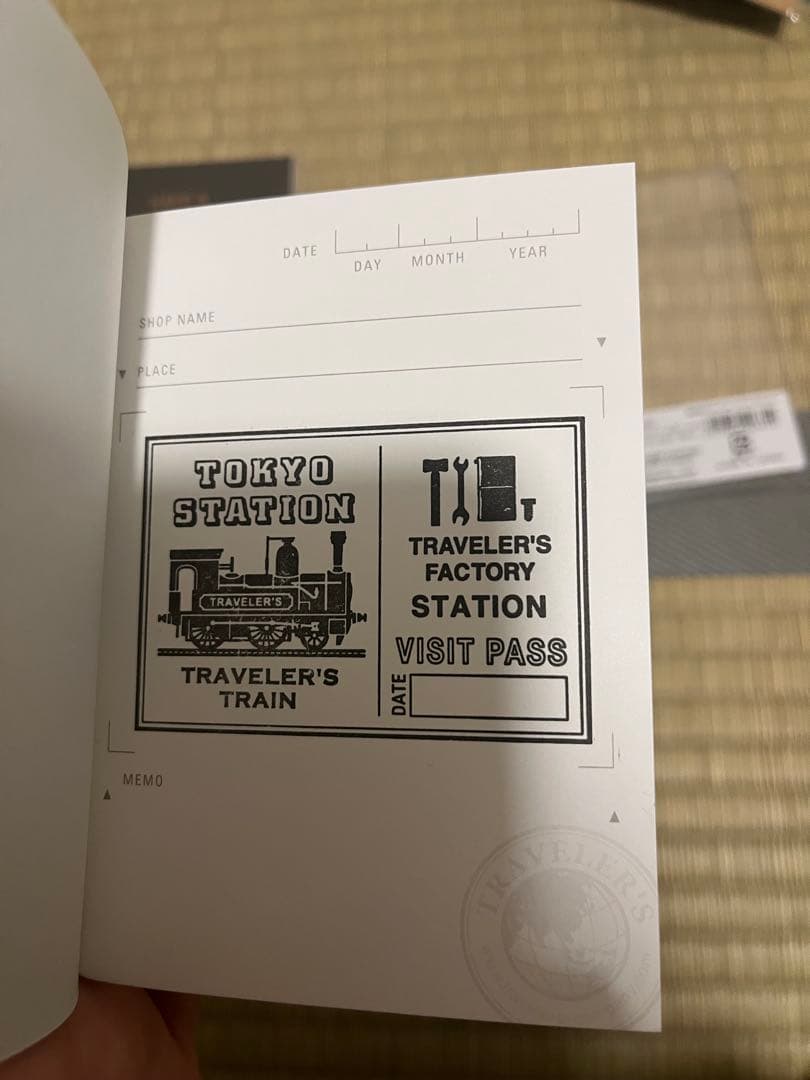 DATE
DAY MONTH YEAR
SHOP NAME
PLACE
TOKYO
STATION
TRAVELER'S
TRAVELER'S
TRAIN
TRAVELER'S
FACTORY
STATION
VISIT PASS
DATE
MEMO
TRAVELER'S